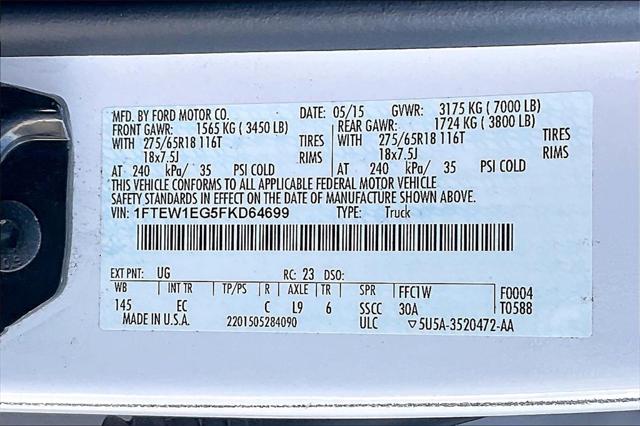 MFD. BY FORD MOTOR CO. DATE: 05/15 GVWR: 3175 KG ( 7000 LB)
FRONT GAWR: 1565 KG ( 3450 LB) REAR GAWR: 1724 KG ( 3800 LB)
WITH 275/65R18 116T TIRES WITH 275/65R18 116T TIRES
18x7.5J RIMS 18x7.5J RIMS
AT 240 kPa/ 35 PSI COLD AT 240 kPa/ 35 PSI COLD
THIS VEHICLE CONFORMS TO ALL APPLICABLE FEDERAL MOTOR VEHICLE
SAFETY STANDARDS IN EFFECT ON THE DATE OF MANUFACTURE SHOWN ABOVE.
VIN: 1FTEW1EG5FKD64699 TYPE: Truck
EXT PNT: UG RC: 23 DSO:
WB INT TR TP/PS R AXLE TR SPR FFC1W F0004
145 EC C L9 6 SSCC 30A T0588
MADE IN U.S.A. 2201505284090 ULC ▽5U5A-3520472-AA